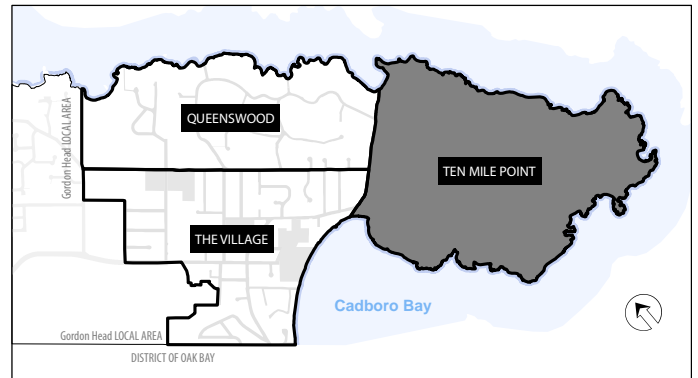 QUEENSWOOD
Gordon Head LOCAL AREA
TEN MILE POINT
THE VILLAGE
Cadboro Bay
Gordon Head LOCAL AREA
DISTRICT OF OAK BAY